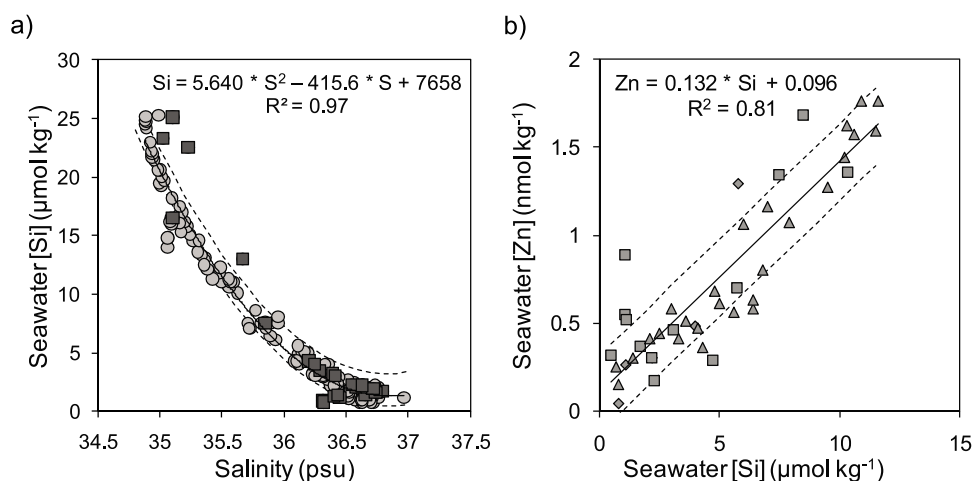 a)
Si = 5.640 * S² – 415.6 * S + 7658
R² = 0.97
Seawater [Si] (µmol kg⁻¹)
30
25
20
15
10
5
0
34.5 35 35.5 36 36.5 37 37.5
Salinity (psu)
b)
Zn = 0.132 * Si + 0.096
R² = 0.81
Seawater [Zn] (nmol kg⁻¹)
2
1.5
1
0.5
0
0 5 10 15
Seawater [Si] (µmol kg⁻¹)